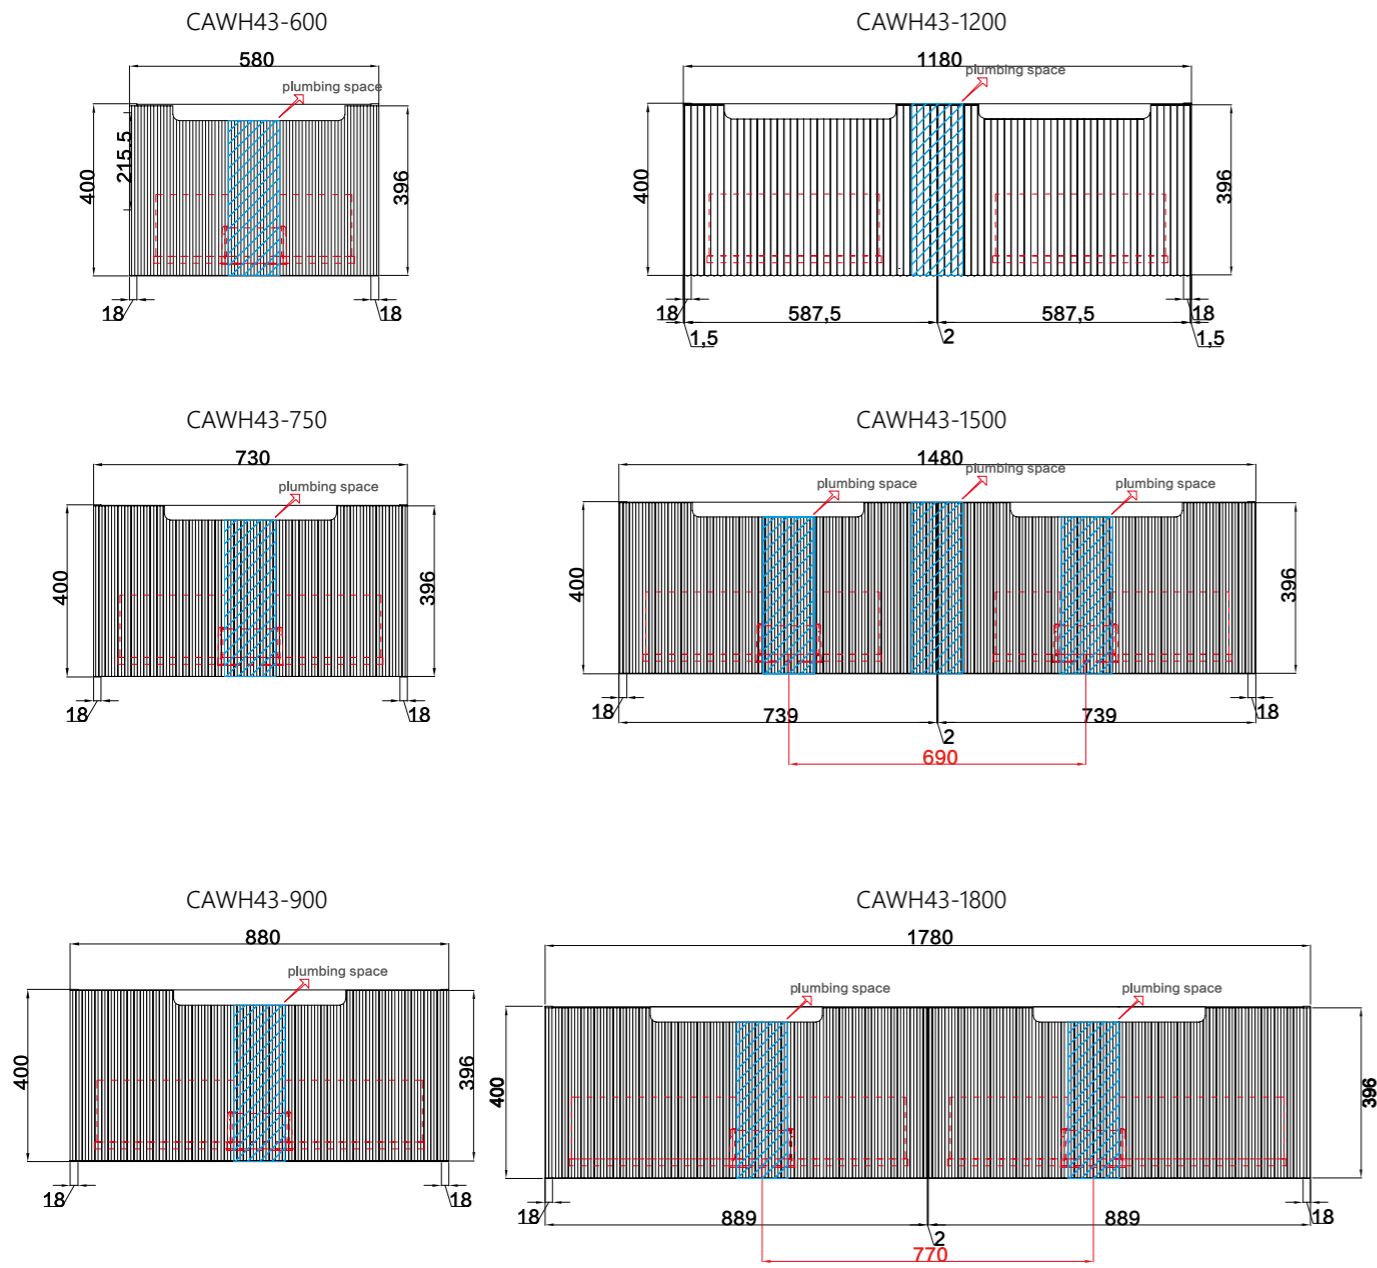 CAWH43-600
580
plumbing space
215.5
400
396
18
18
CAWH43-1200
1180
plumbing space
400
396
18
587,5
587,5
18
1,5
2
1,5
CAWH43-750
730
plumbing space
400
396
18
18
CAWH43-1500
1480
plumbing space
plumbing space
plumbing space
400
396
18
739
739
18
2
690
CAWH43-900
880
plumbing space
400
396
18
18
CAWH43-1800
1780
plumbing space
plumbing space
400
396
18
889
889
18
2
770